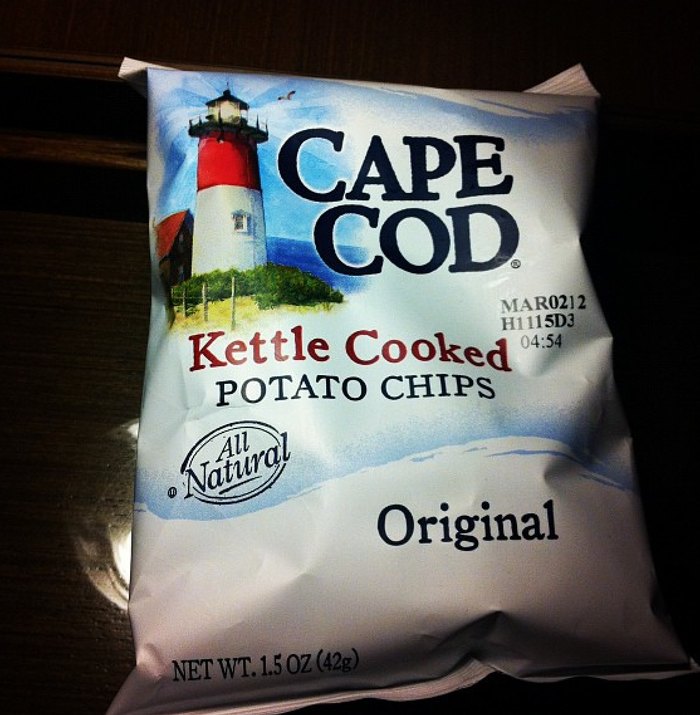 CAPE
COD®
MAR0212
H1115D3
04:54
Kettle Cooked
POTATO CHIPS
All
Natural
Original
NET WT. 1.5 OZ (42g)